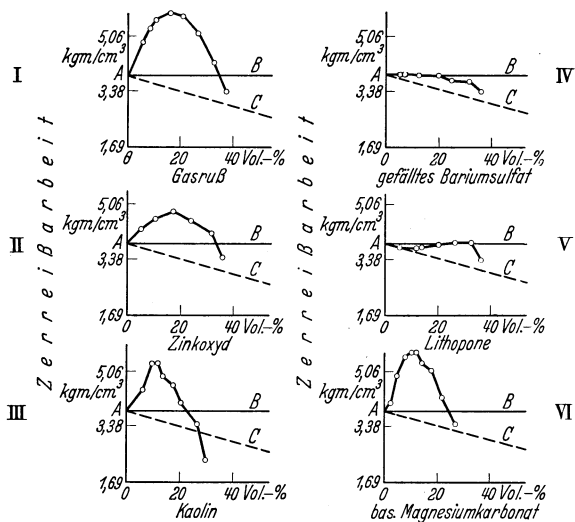 5,06
kgm/cm³
A
B
3,38
C
1,69
0 20 40 Vol.-%
Gasruß
I
5,06
kgm/cm³
A
B
3,38
C
1,69
0 20 40 Vol.-%
gefälltes Bariumsulfat
IV
5,06
kgm/cm³
A
B
3,38
C
1,69
0 20 40 Vol.-%
Zinkoxyd
II
5,06
kgm/cm³
A
B
3,38
C
1,69
0 20 40 Vol.-%
Lithopone
V
5,06
kgm/cm³
A
B
3,38
C
1,69
0 20 40 Vol.-%
Kaolin
III
5,06
kgm/cm³
A
B
3,38
C
1,69
0 20 40 Vol.-%
bas. Magnesiumkarbonat
VI
Zerreißarbeit
Zerreißarbeit